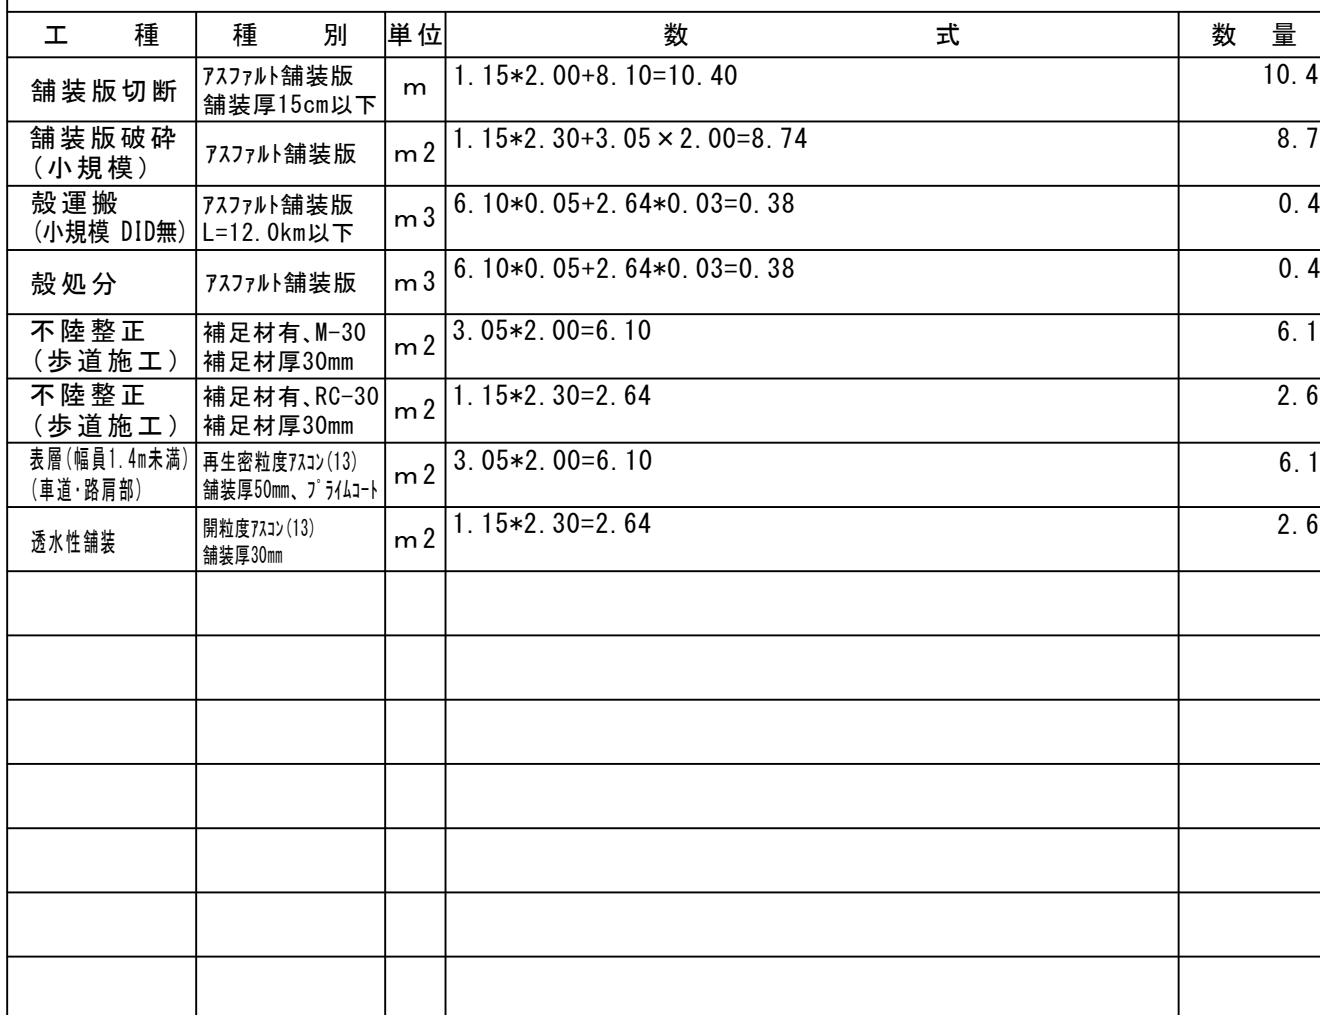 工 種 種 別 単位 数 式 数 量
舗装版切断 ｱｽﾌｧﾙﾄ舗装版 舗装厚15cm以下 m 1.15*2.00+8.10=10.40 10.4
舗装版破砕 (小規模) ｱｽﾌｧﾙﾄ舗装版 m2 1.15*2.30+3.05×2.00=8.74 8.7
殻運搬 (小規模 DID無) ｱｽﾌｧﾙﾄ舗装版 L=12.0km以下 m3 6.10*0.05+2.64*0.03=0.38 0.4
殻処分 ｱｽﾌｧﾙﾄ舗装版 m3 6.10*0.05+2.64*0.03=0.38 0.4
不陸整正 (歩道施工) 補足材有､M-30 補足材厚30mm m2 3.05*2.00=6.10 6.1
不陸整正 (歩道施工) 補足材有､RC-30 補足材厚30mm m2 1.15*2.30=2.64 2.6
表層(幅員1.4m未満) (車道･路肩部) 再生密粒度ｱｽｺﾝ(13) 舗装厚50mm、ﾌﾟﾗｲﾑｺｰﾄ m2 3.05*2.00=6.10 6.1
透水性舗装 開粒度ｱｽｺﾝ(13) 舗装厚30mm m2 1.15*2.30=2.64 2.6